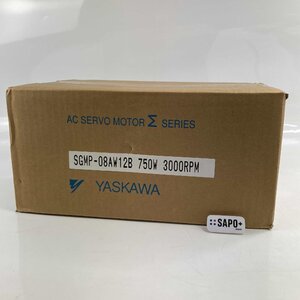 AC SERVO MOTOR Σ SERIES
SGMP-08AW12B 750W 3000RPM
YASKAWA
SAPO+